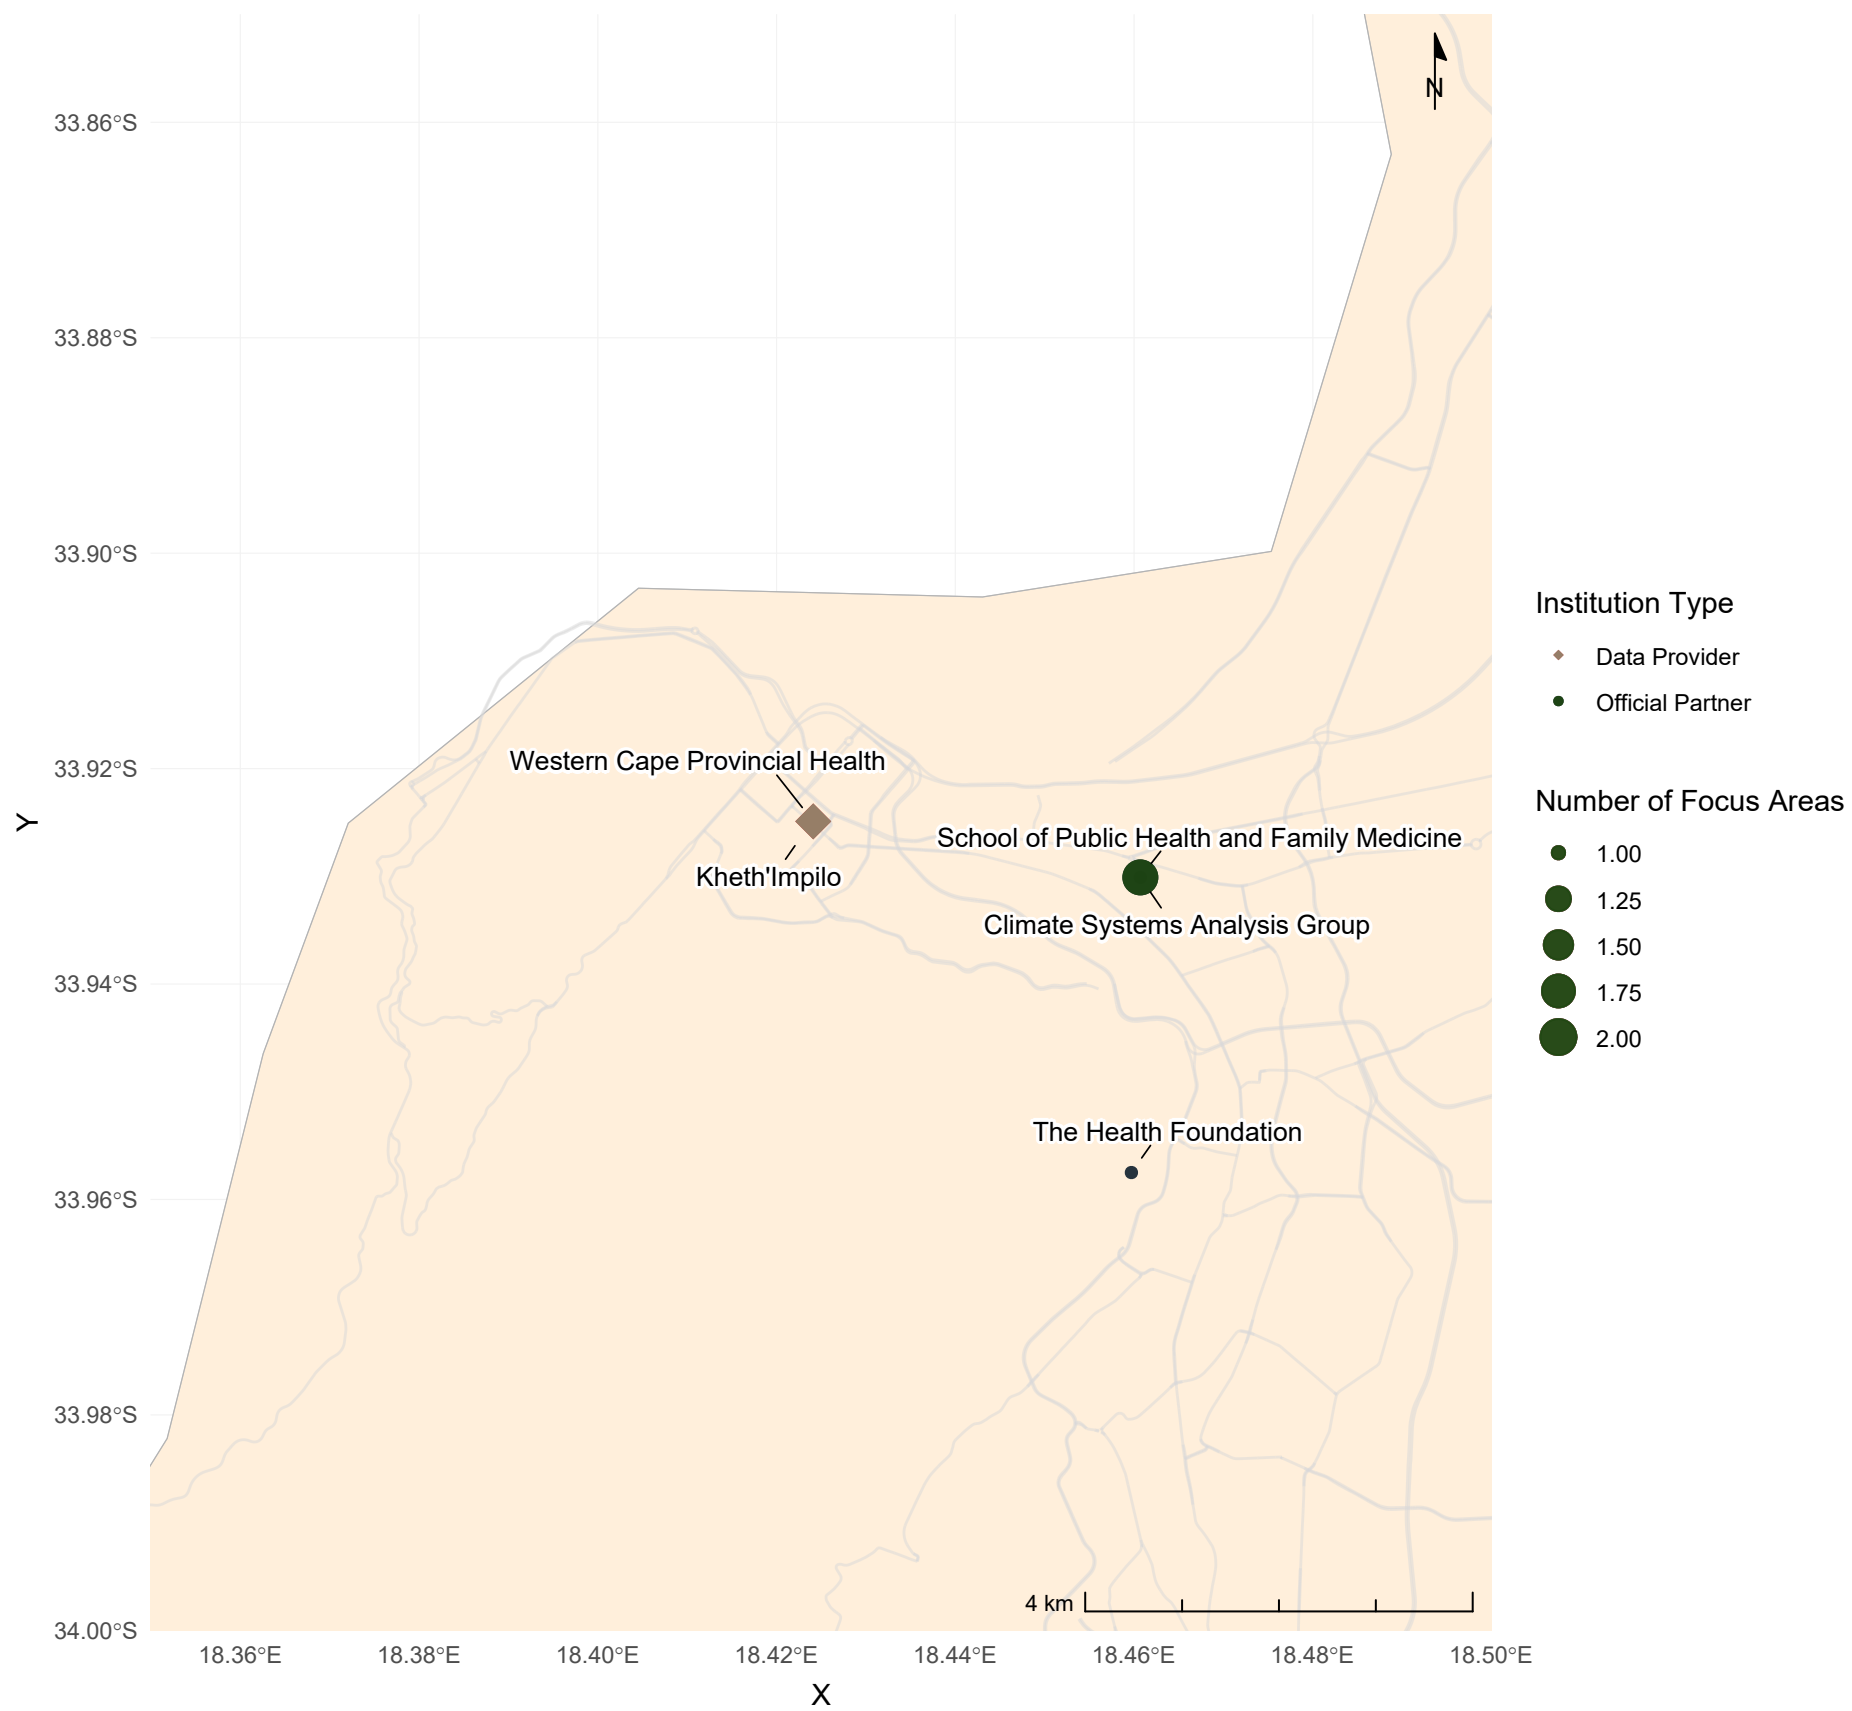 N
33.86°S
33.88°S
33.90°S
33.92°S
33.94°S
33.96°S
33.98°S
34.00°S
Y
Western Cape Provincial Health
Kheth'Impilo
School of Public Health and Family Medicine
Climate Systems Analysis Group
The Health Foundation
4 km
18.36°E
18.38°E
18.40°E
18.42°E
18.44°E
18.46°E
18.48°E
18.50°E
X
Institution Type
Data Provider
Official Partner
Number of Focus Areas
1.00
1.25
1.50
1.75
2.00